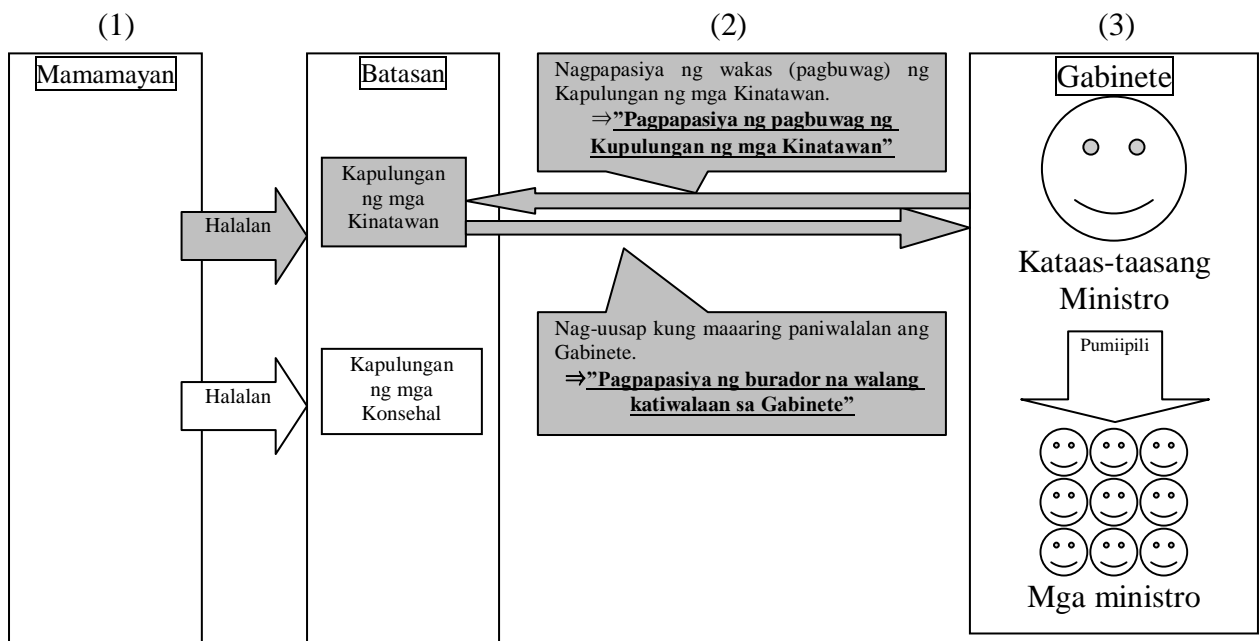 (1)
(2)
(3)
Mamamayan
Batasan
Nagpapasiya ng wakas (pagbuwag) ng
Kapulungan ng mga Kinatawan.
⇒”Pagpapasiya ng pagbuwag ng
Kupulungan ng mga Kinatawan”
Gabinete
Kapulungan
ng mga
Kinatawan
Halalan
Kataas-taasang
Ministro
Nag-uusap kung maaaring paniwalalan ang
Gabinete.
⇒”Pagpapasiya ng burador na walang
katiwalaan sa Gabinete”
Pumiipili
Kapulungan
ng mga
Konsehal
Halalan
Mga ministro